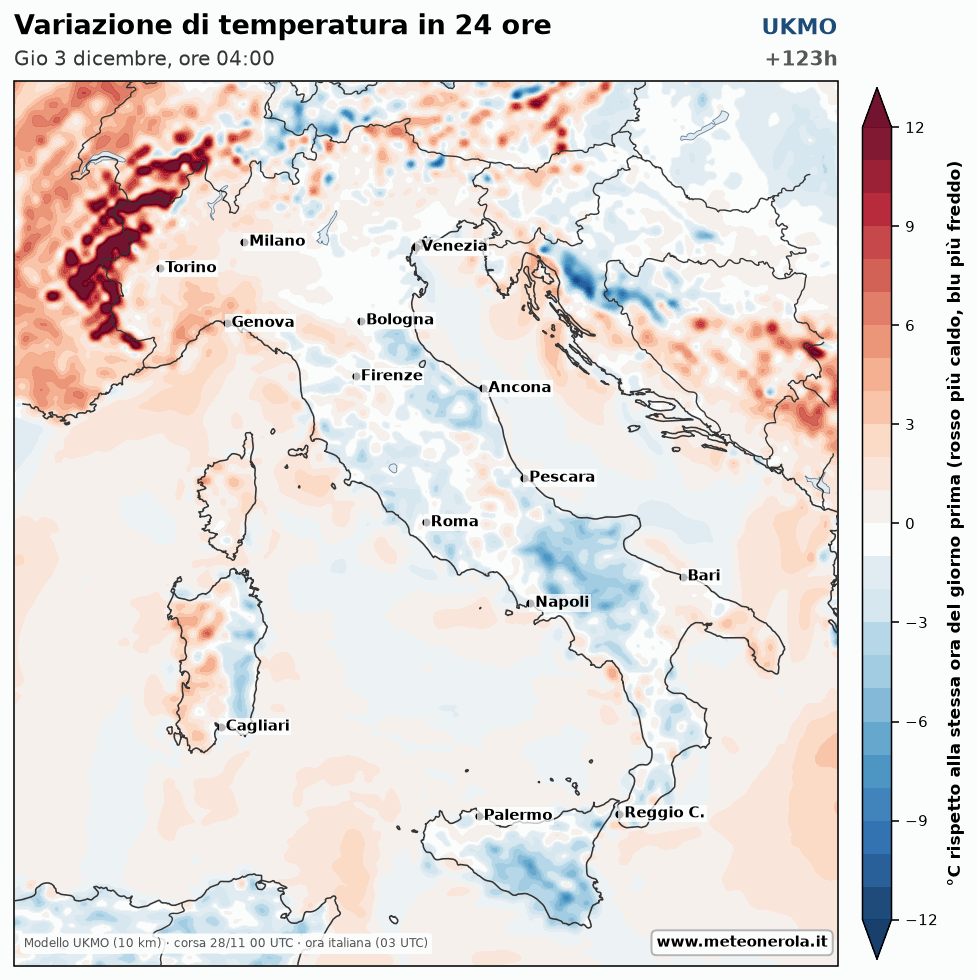 Variazione di temperatura in 24 ore
UKMO
Gio 3 dicembre, ore 04:00
+123h
Milano
Venezia
Torino
Genova
Bologna
Firenze
Ancona
Pescara
Roma
Bari
Napoli
Cagliari
Palermo
Reggio C.
12
9
6
3
0
−3
−6
−9
−12
°C rispetto alla stessa ora del giorno prima (rosso più caldo, blu più freddo)
Modello UKMO (10 km) · corsa 28/11 00 UTC · ora italiana (03 UTC)
www.meteonerola.it